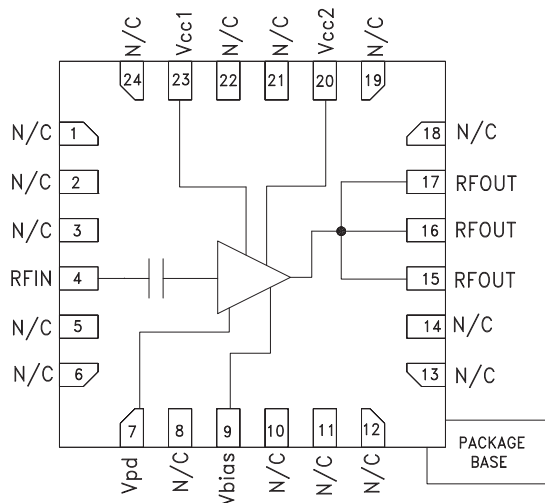 N/C Vcc1 N/C N/C Vcc2 N/C
24 23 22 21 20 19
N/C 1
N/C 2
N/C 3
RFIN 4
N/C 5
N/C 6
18 N/C
17 RFOUT
16 RFOUT
15 RFOUT
14 N/C
13 N/C
7 8 9 10 11 12
Vpd N/C Vbias N/C N/C N/C
PACKAGE
BASE